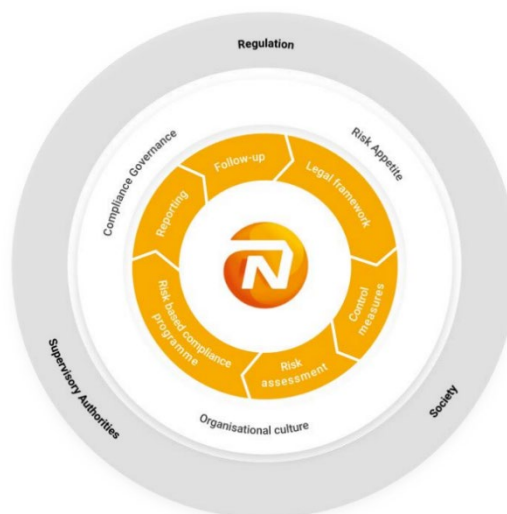 Regulation
Compliance Governance
Risk Appetite
Follow-up
Legal framework
Reporting
N
Control
measures
Risk based compliance
programme
Risk
assessment
Supervisory Authorities
Society
Organisational culture